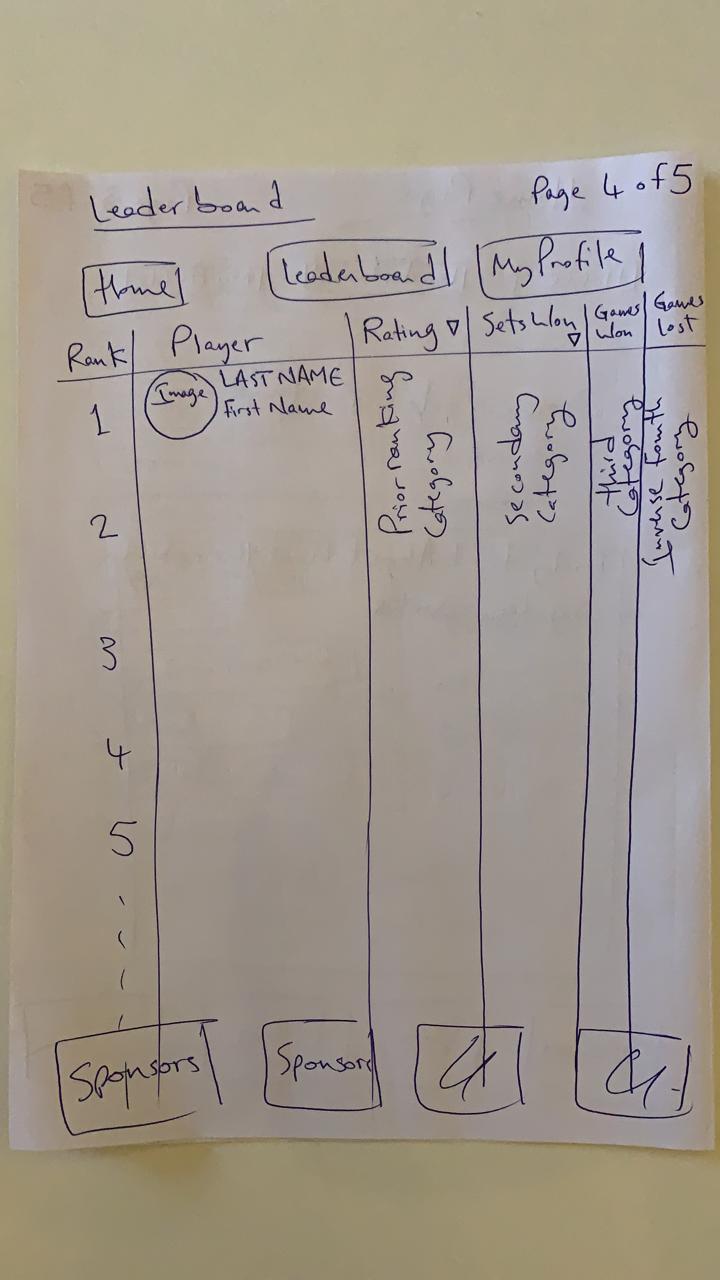 Leaderboard
Page 4 of 5
Home
Leaderboard
My Profile
Rank
Player
Rating ▽
Sets Won ▽
Games Won
Games Lost
1
Image
LAST NAME
First Name
Prior ranking
Category
Secondary
Category
third
Category
Inverse fourth
Category
2
3
4
5
Sponsors
Sponsors